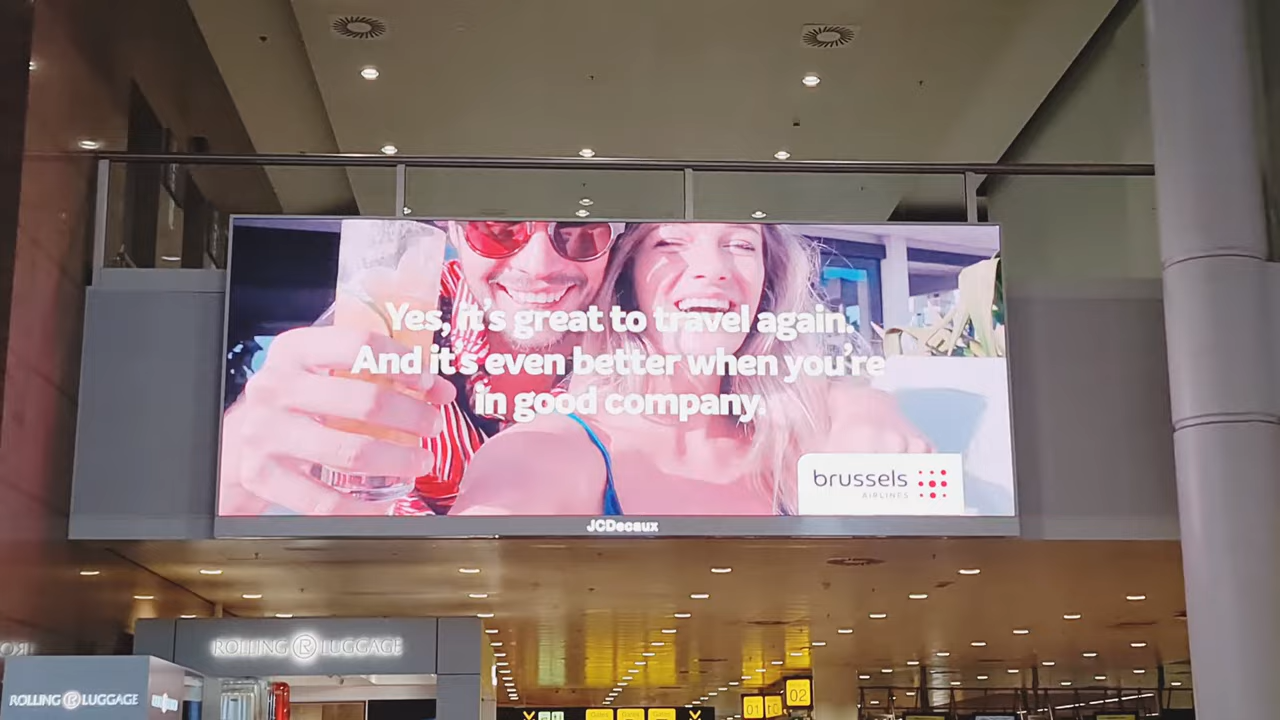 Yes, it's great to travel again.
And it's even better when you're
in good company.
brussels
AIRLINES
JCDecaux
ROLLING R LUGGAGE
ROLLING R LUGGAGE
01
02